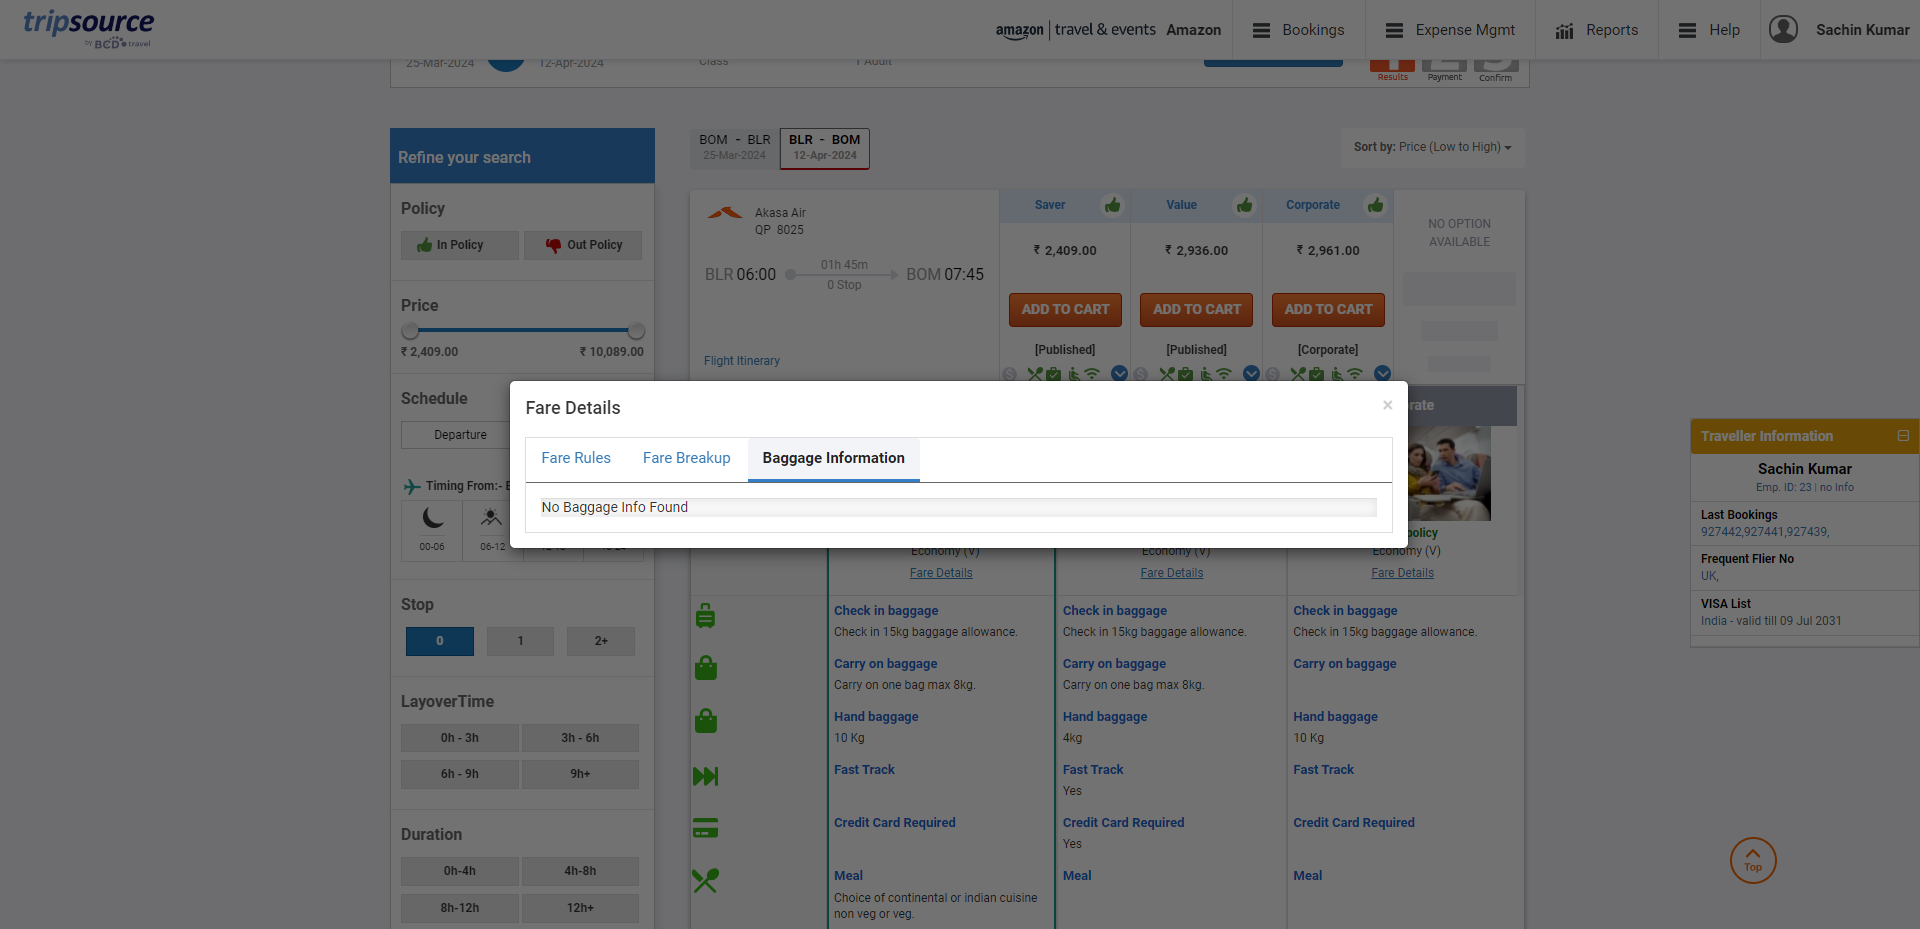 tripsource
by BCD travel
amazon | travel & events Amazon
Bookings
Expense Mgmt
Reports
Help
Sachin Kumar
25-Mar-2024
12-Apr-2024
Class
1 Adult
Results
Payment
Confirm
Refine your search
Policy
In Policy
Out Policy
Price
₹ 2,409.00
₹ 10,089.00
Schedule
Departure
Timing From:-
00-06
06-12
Stop
0
1
2+
LayoverTime
0h - 3h
3h - 6h
6h - 9h
9h+
Duration
0h-4h
4h-8h
8h-12h
12h+
BOM - BLR
25-Mar-2024
BLR - BOM
12-Apr-2024
Sort by: Price (Low to High)
Akasa Air
QP 8025
BLR 06:00
01h 45m
0 Stop
BOM 07:45
Flight Itinerary
Saver
Value
Corporate
₹ 2,409.00
₹ 2,936.00
₹ 2,961.00
ADD TO CART
ADD TO CART
ADD TO CART
[Published]
[Published]
[Corporate]
NO OPTION
AVAILABLE
Fare Details
×
Fare Rules
Fare Breakup
Baggage Information
No Baggage Info Found
rate
policy
Economy (V)
Economy (V)
Economy (V)
Fare Details
Fare Details
Fare Details
Check in baggage
Check in baggage
Check in baggage
Check in 15kg baggage allowance.
Check in 15kg baggage allowance.
Check in 15kg baggage allowance.
Carry on baggage
Carry on baggage
Carry on baggage
Carry on one bag max 8kg.
Carry on one bag max 8kg.
Hand baggage
Hand baggage
Hand baggage
10 Kg
4kg
10 Kg
Fast Track
Fast Track
Fast Track
Yes
Credit Card Required
Credit Card Required
Credit Card Required
Yes
Meal
Meal
Meal
Choice of continental or indian cuisine
non veg or veg.
Traveller Information
Sachin Kumar
Emp. ID: 23 | no Info
Last Bookings
927442,927441,927439,
Frequent Flier No
UK,
VISA List
India - valid till 09 Jul 2031
Top